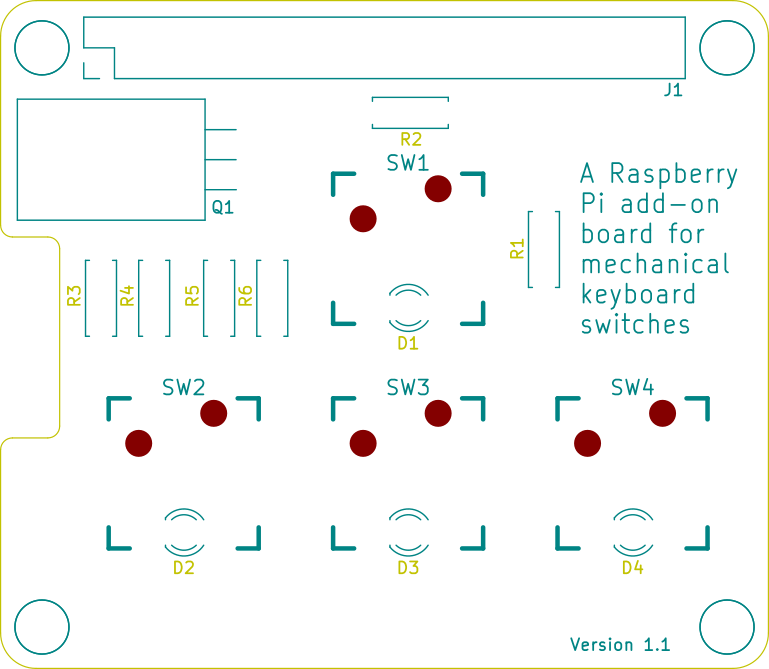 J1
R2
SW1
Q1
A Raspberry
Pi add-on
board for
mechanical
keyboard
switches
R1
R3
R4
R5
R6
D1
SW2
SW3
SW4
D2
D3
D4
Version 1.1